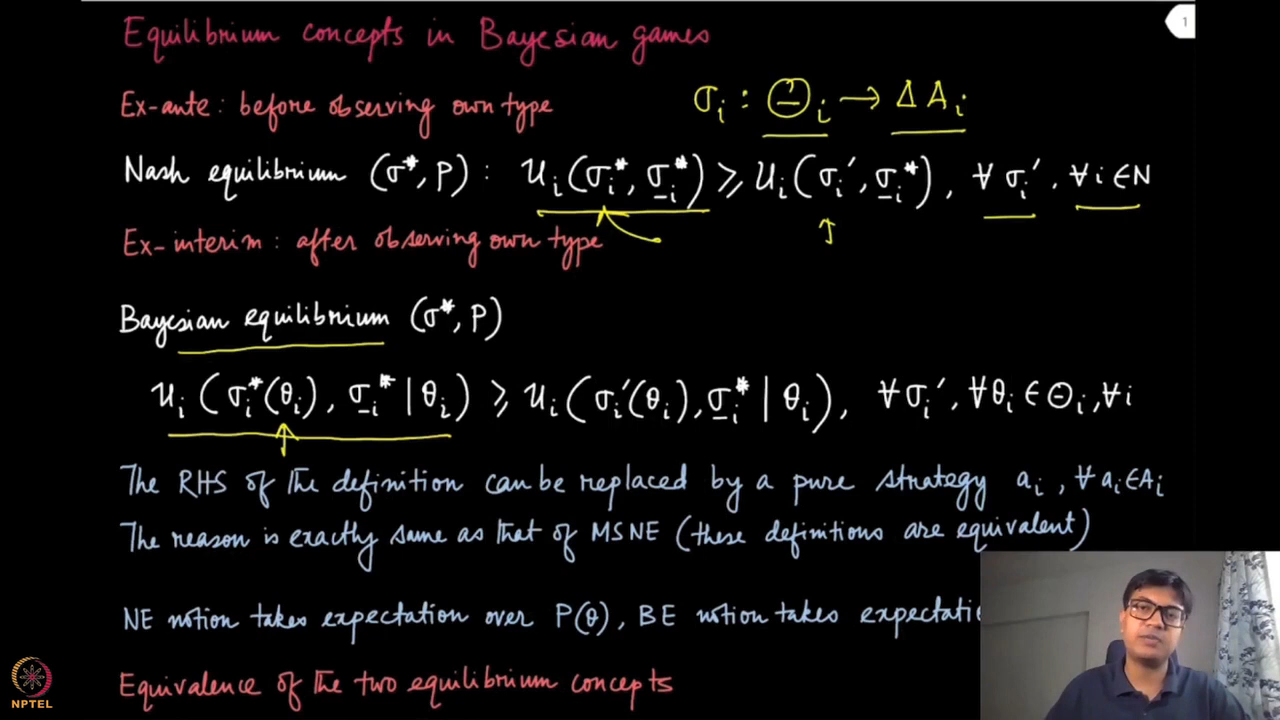 Equilibrium concepts in Bayesian games
1
Ex-ante : before observing own type
σᵢ : Θᵢ → Δ Aᵢ
Nash equilibrium (σ*, P) : uᵢ(σᵢ*, σ₋ᵢ*) ⩾ uᵢ(σᵢ′, σ₋ᵢ*), ∀ σᵢ′, ∀ i ∈ N
Ex-interim : after observing own type
Bayesian equilibrium (σ*, P)
uᵢ(σᵢ*(θᵢ), σ₋ᵢ* | θᵢ) ⩾ uᵢ(σᵢ′(θᵢ), σ₋ᵢ* | θᵢ), ∀ σᵢ′, ∀ θᵢ ∈ Θᵢ, ∀ i
The RHS of the definition can be replaced by a pure strategy aᵢ, ∀ aᵢ ∈ Aᵢ
The reason is exactly same as that of MSNE (these definitions are equivalent)
NE notion takes expectation over P(θ), BE notion takes expectatio
Equivalence of the two equilibrium concepts
NPTEL